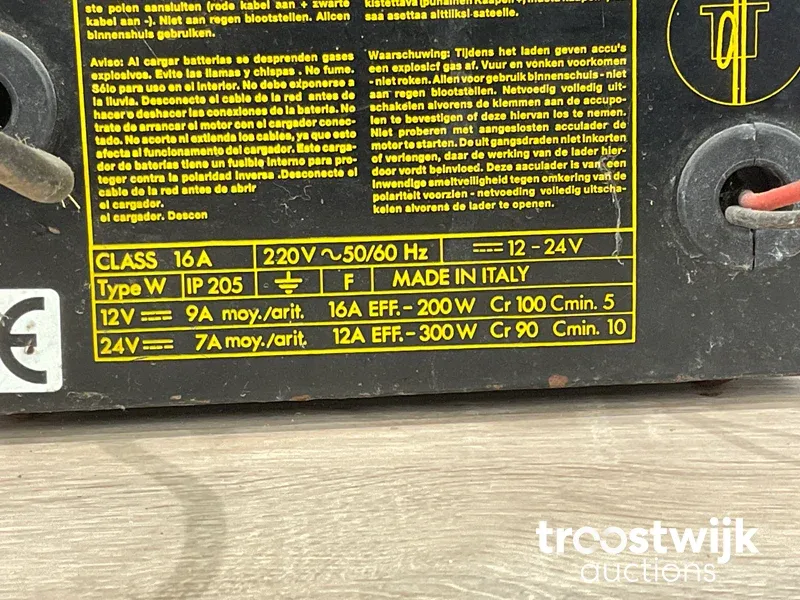 ste polen aansluiten (rode kabel aan + zwarte
kabel aan -). Niet aan regen blootstellen. Alleen
binnenshuis gebruiken.
Aviso: Al cargar baterías se desprenden gases
explosivos. Evite las llamas y chispas. No fume.
Sólo para uso en el interior. No debe exponerse a
la lluvia. Desconecte el cable de la red antes de
hacer o deshacer las conexiones de la bateria. No
trate de arrancar el motor con el cargador conec-
tado. No acorte ni extienda los cables, ya que esto
afecta al funcionamento del cargador. Este carga-
dor de baterías tiene un fusible interno para pro-
teger contra la polaridad inversa. Desconecte el
cable de la red antes de abrir
el cargador.
el cargador. Descon
saa asettaa alttiiksi-sateelle.
Waarschuwing: Tijdens het laden geven accu's
een explosief gas af. Vuur en vonken voorkomen
- niet roken. Alleen voor gebruik binnenschuis - niet
aan regen blootstellen. Netvoedig volledig uit-
schakelen alvorens de klemmen aan de accupo-
len te bevestigen of deze hiervan los te nemen.
Niet proberen met aangesloten acculader de
motor te starten. De uit gangsdraden niet inkorten
of verlengen, daar de werking van de lader hier-
door vordt beinvloed. Deze aculader is van een
inwendige smeltveiligheid tegen omkering van de
polariteit voorzien - netvoeding volledig uitscha-
kelen alvorens de lader te openen.
CLASS 16A 220V ~ 50/60 Hz ⎓ 12 - 24V
Type W IP 205 ⏚ F MADE IN ITALY
12V ⎓ 9A moy./arit. 16A EFF. - 200 W Cr 100 Cmin. 5
24V ⎓ 7A moy./arit. 12A EFF. - 300 W Cr 90 Cmin. 10
CE
troostwijk
auctions